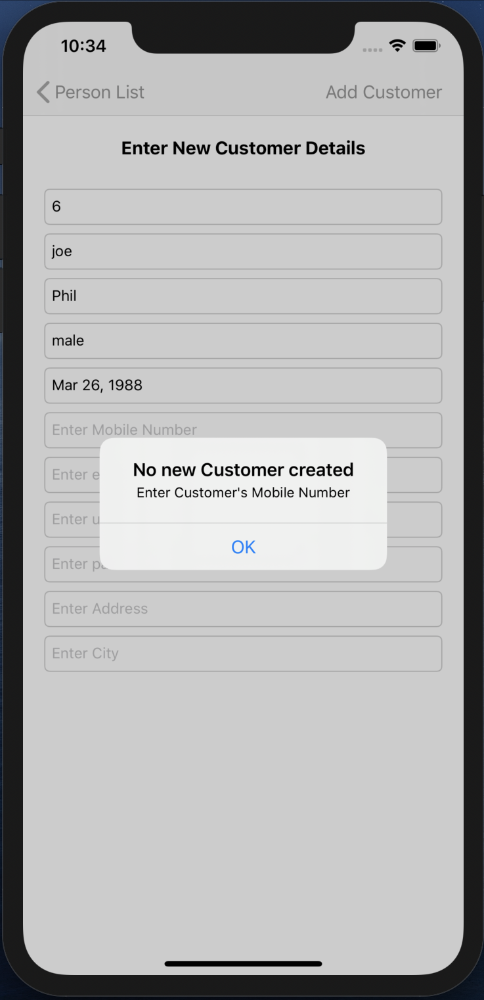 10:34
Person List
Add Customer
Enter New Customer Details
6
joe
Phil
male
Mar 26, 1988
Enter Mobile Number
Enter
Enter
Enter
No new Customer created
Enter Customer's Mobile Number
OK
Enter Address
Enter City